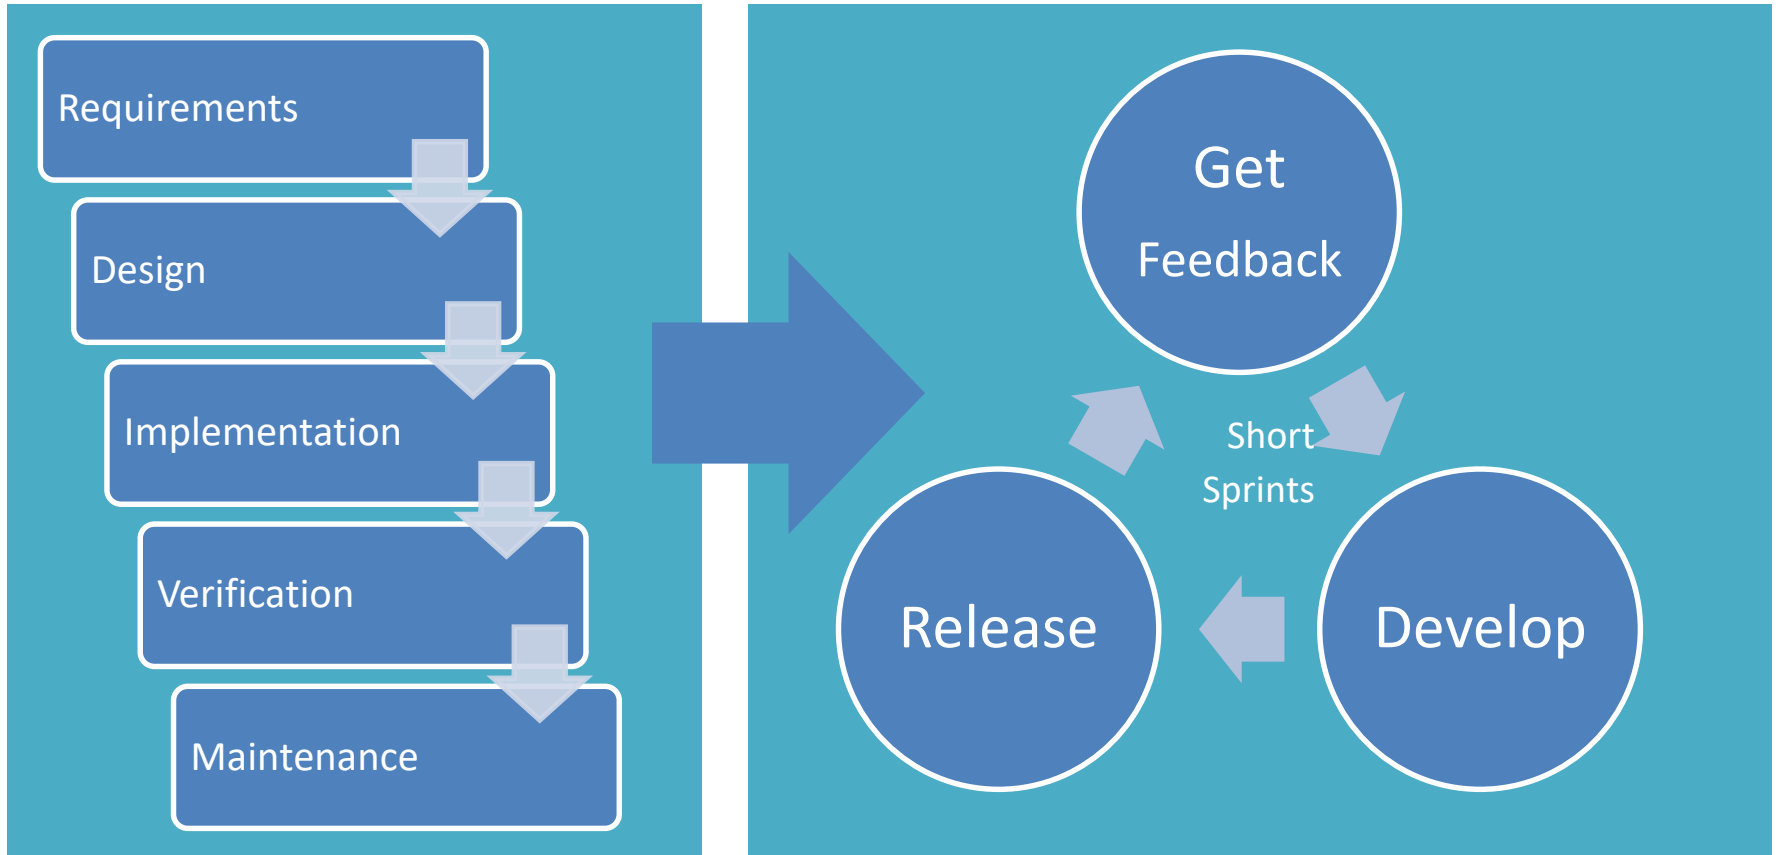 Requirements
Design
Implementation
Verification
Maintenance
Get
Feedback
Short
Sprints
Release
Develop